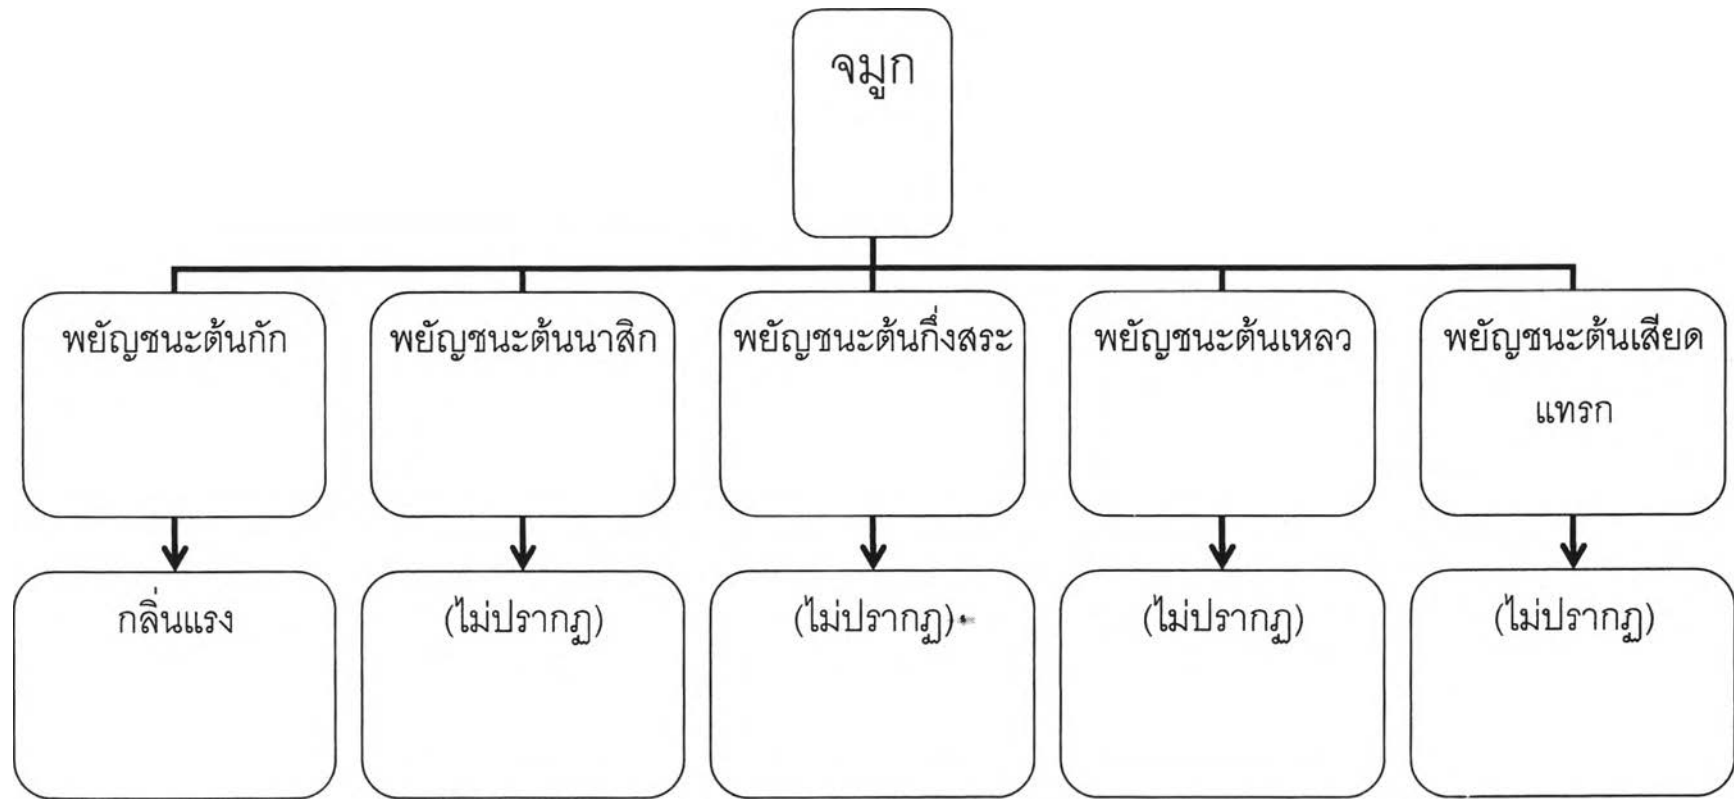 จมูก
พยัญชนะต้นกัก
พยัญชนะต้นนาสิก
พยัญชนะต้นกึ่งสระ
พยัญชนะต้นเหลว
พยัญชนะต้นเสียด
แทรก
กลิ่นแรง
(ไม่ปรากฏ)
(ไม่ปรากฏ)
(ไม่ปรากฏ)
(ไม่ปรากฏ)